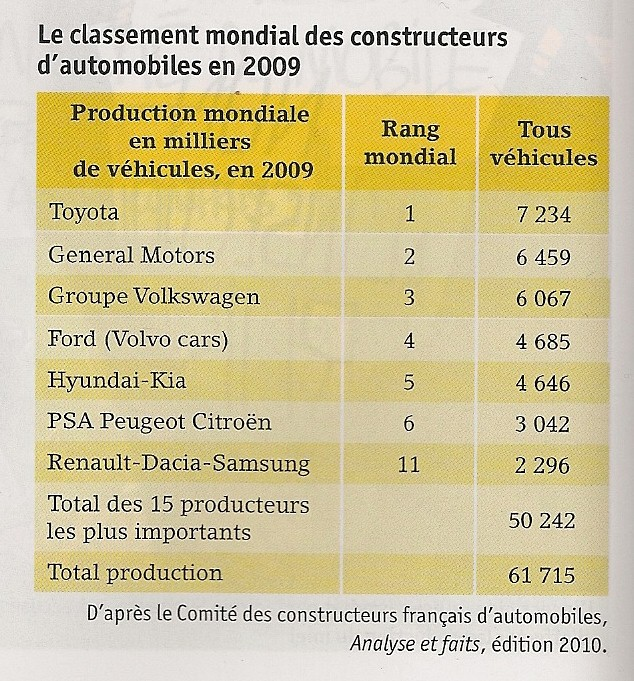 Le classement mondial des constructeurs
d'automobiles en 2009
Production mondiale
en milliers
de véhicules, en 2009
Rang
mondial
Tous
véhicules
Toyota 1 7 234
General Motors 2 6 459
Groupe Volkswagen 3 6 067
Ford (Volvo cars) 4 4 685
Hyundai-Kia 5 4 646
PSA Peugeot Citroën 6 3 042
Renault-Dacia-Samsung 11 2 296
Total des 15 producteurs
les plus importants 50 242
Total production 61 715
D'après le Comité des constructeurs français d'automobiles,
Analyse et faits, édition 2010.